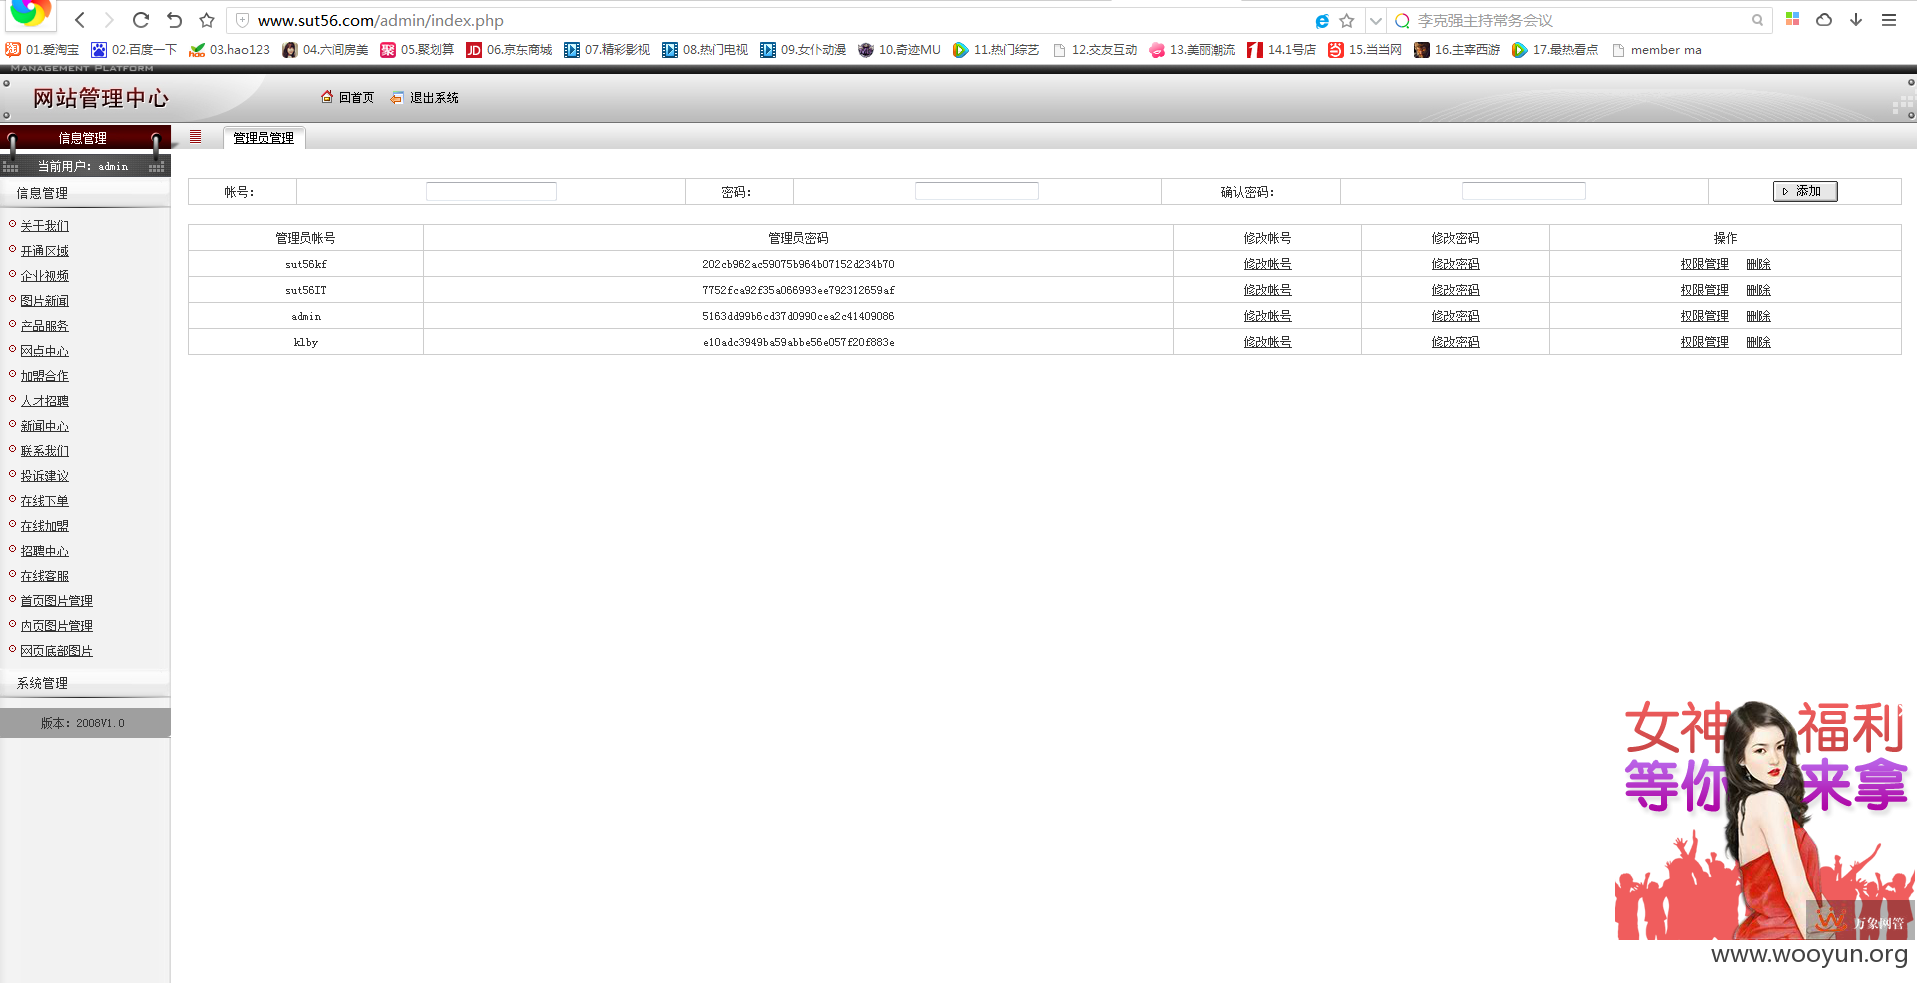 www.sut56.com/admin/index.php
李克强主持常务会议
01.爱淘宝 02.百度一下 03.hao123 04.六间房美 05.聚划算 06.京东商城 07.精彩影视 08.热门电视 09.女仆动漫 10.奇迹MU 11.热门综艺 12.交友互动 13.美丽潮流 14.1号店 15.当当网 16.主宰西游 17.最热看点 member ma
MANAGEMENT PLATFORM
网站管理中心 回首页 退出系统
信息管理 管理员管理
当前用户: admin
信息管理
帐号: 密码: 确认密码: 添加
关于我们
开通区域
企业视频
图片新闻
产品服务
网点中心
加盟合作
人才招聘
新闻中心
联系我们
投诉建议
在线下单
在线加盟
招聘中心
在线客服
首页图片管理
内页图片管理
网页底部图片
系统管理
版本: 2008V1.0
管理员帐号 管理员密码 修改帐号 修改密码 操作
sut56kf 202cb962ac59075b964b07152d234b70 修改帐号 修改密码 权限管理 删除
sut56IT 7752fca92f35a066993ee792312659af 修改帐号 修改密码 权限管理 删除
admin 5163dd99b6cd37d0990cea2c41409086 修改帐号 修改密码 权限管理 删除
klby e10adc3949ba59abbe56e057f20f883e 修改帐号 修改密码 权限管理 删除
女神福利
等你来拿
万象网管
www.wooyun.org